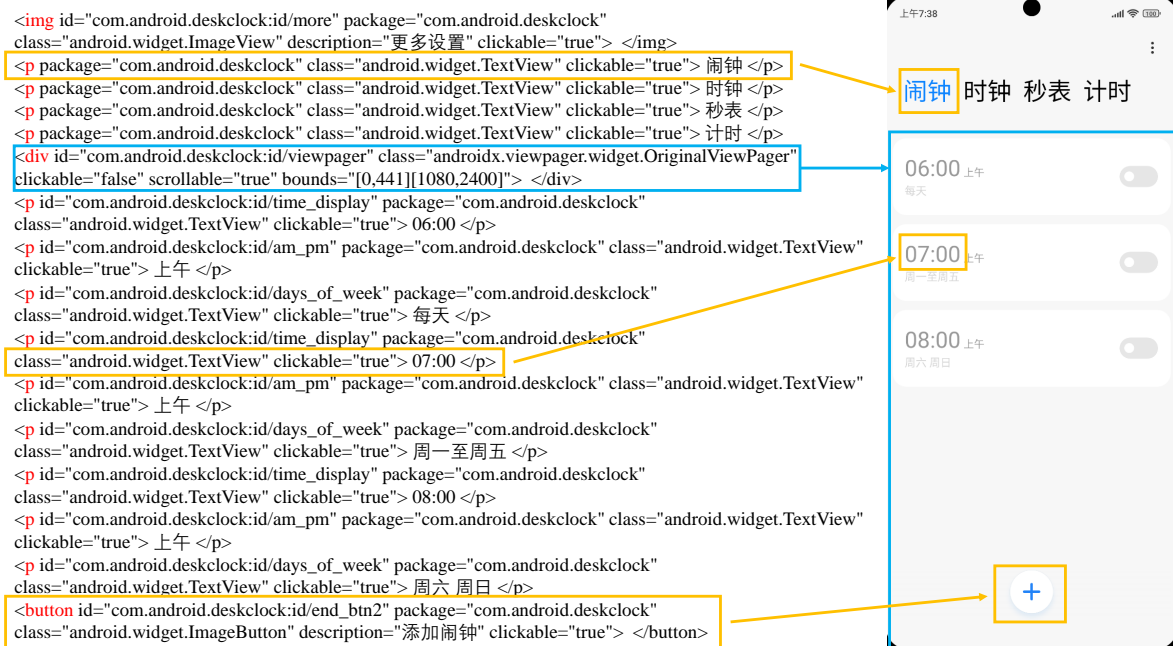 <img id="com.android.deskclock:id/more" package="com.android.deskclock"
class="android.widget.ImageView" description="更多设置" clickable="true"> </img>
<p package="com.android.deskclock" class="android.widget.TextView" clickable="true"> 闹钟 </p>
<p package="com.android.deskclock" class="android.widget.TextView" clickable="true"> 时钟 </p>
<p package="com.android.deskclock" class="android.widget.TextView" clickable="true"> 秒表 </p>
<p package="com.android.deskclock" class="android.widget.TextView" clickable="true"> 计时 </p>
<div id="com.android.deskclock:id/viewpager" class="androidx.viewpager.widget.OriginalViewPager"
clickable="false" scrollable="true" bounds="[0,441][1080,2400]"> </div>
<p id="com.android.deskclock:id/time_display" package="com.android.deskclock"
class="android.widget.TextView" clickable="true"> 06:00 </p>
<p id="com.android.deskclock:id/am_pm" package="com.android.deskclock" class="android.widget.TextView"
clickable="true"> 上午 </p>
<p id="com.android.deskclock:id/days_of_week" package="com.android.deskclock"
class="android.widget.TextView" clickable="true"> 每天 </p>
<p id="com.android.deskclock:id/time_display" package="com.android.deskclock"
class="android.widget.TextView" clickable="true"> 07:00 </p>
<p id="com.android.deskclock:id/am_pm" package="com.android.deskclock" class="android.widget.TextView"
clickable="true"> 上午 </p>
<p id="com.android.deskclock:id/days_of_week" package="com.android.deskclock"
class="android.widget.TextView" clickable="true"> 周一至周五 </p>
<p id="com.android.deskclock:id/time_display" package="com.android.deskclock"
class="android.widget.TextView" clickable="true"> 08:00 </p>
<p id="com.android.deskclock:id/am_pm" package="com.android.deskclock" class="android.widget.TextView"
clickable="true"> 上午 </p>
<p id="com.android.deskclock:id/days_of_week" package="com.android.deskclock"
class="android.widget.TextView" clickable="true"> 周六 周日 </p>
<button id="com.android.deskclock:id/end_btn2" package="com.android.deskclock"
class="android.widget.ImageButton" description="添加闹钟" clickable="true"> </button>
上午7:38 100
闹钟 时钟 秒表 计时
06:00 上午
每天
07:00 上午
周一至周五
08:00 上午
周六 周日
+